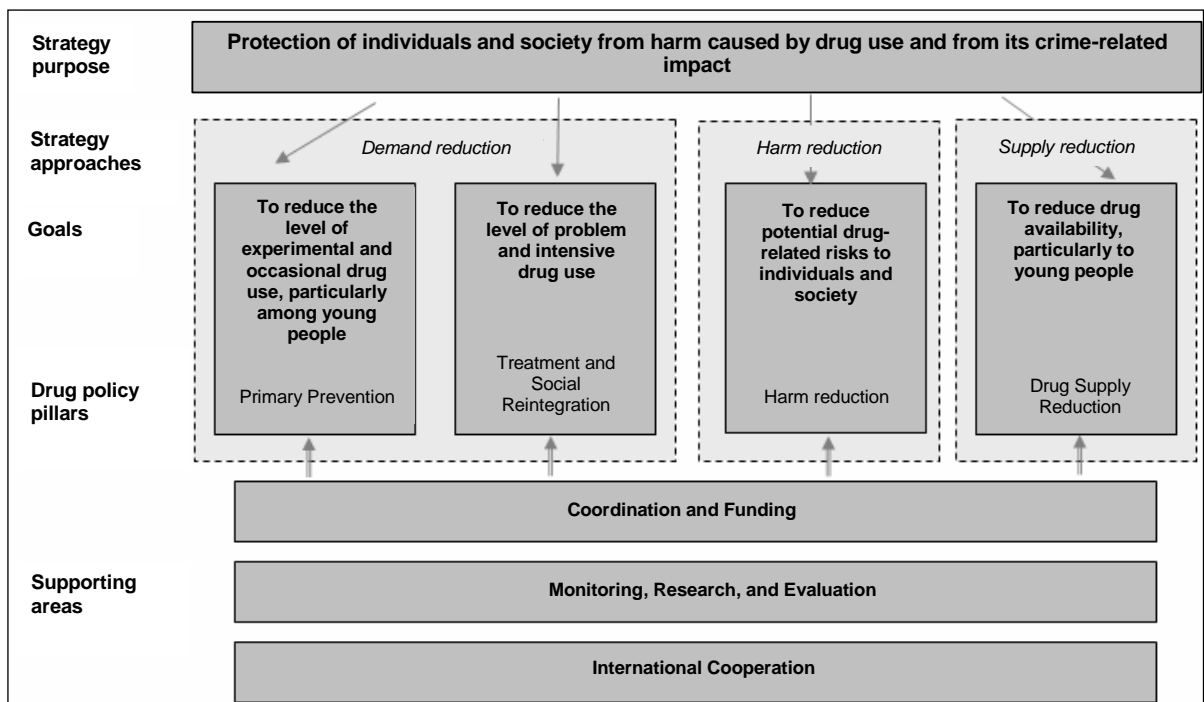 Strategy
purpose
Protection of individuals and society from harm caused by drug use and from its crime-related
impact
Strategy
approaches
Demand reduction
Harm reduction
Supply reduction
Goals
To reduce the
level of
experimental and
occasional drug
use, particularly
among young
people
To reduce the
level of problem
and intensive
drug use
To reduce
potential drug-
related risks to
individuals and
society
To reduce drug
availability,
particularly to
young people
Drug policy
pillars
Primary Prevention
Treatment and
Social
Reintegration
Harm reduction
Drug Supply
Reduction
Supporting
areas
Coordination and Funding
Monitoring, Research, and Evaluation
International Cooperation